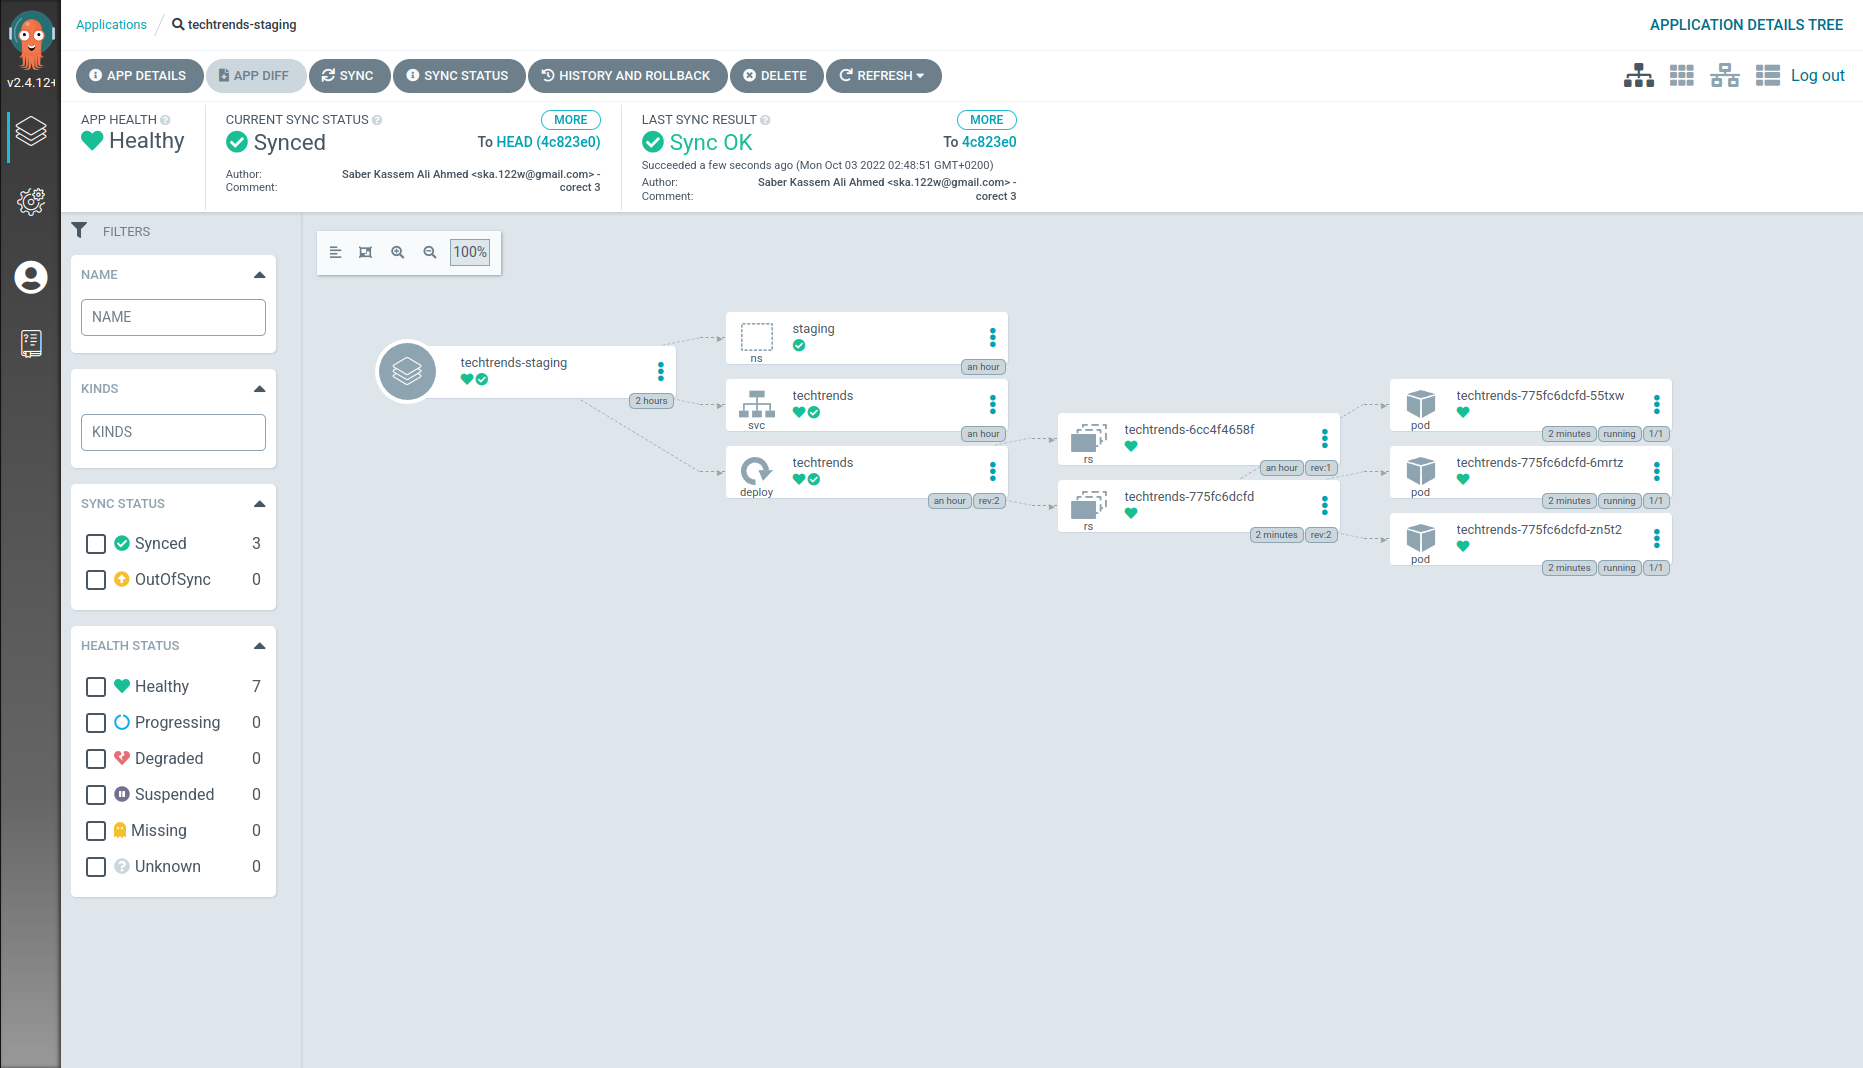 Applications / techtrends-staging
APPLICATION DETAILS TREE
v2.4.12+
APP DETAILS
APP DIFF
SYNC
SYNC STATUS
HISTORY AND ROLLBACK
DELETE
REFRESH
Log out
APP HEALTH
Healthy
CURRENT SYNC STATUS
MORE
Synced
To HEAD (4c823e0)
Author: Saber Kassem Ali Ahmed <ska.122w@gmail.com> -
Comment: corect 3
LAST SYNC RESULT
MORE
Sync OK
To 4c823e0
Succeeded a few seconds ago (Mon Oct 03 2022 02:48:51 GMT+0200)
Author: Saber Kassem Ali Ahmed <ska.122w@gmail.com> -
Comment: corect 3
FILTERS
NAME
NAME
KINDS
KINDS
SYNC STATUS
Synced 3
OutOfSync 0
HEALTH STATUS
Healthy 7
Progressing 0
Degraded 0
Suspended 0
Missing 0
Unknown 0
100%
techtrends-staging
2 hours
staging
ns
an hour
techtrends
svc
an hour
techtrends
deploy
an hour rev:2
techtrends-6cc4f4658f
rs
an hour rev:1
techtrends-775fc6dcfd
rs
2 minutes rev:2
techtrends-775fc6dcfd-55txw
pod
2 minutes running 1/1
techtrends-775fc6dcfd-6mrtz
pod
2 minutes running 1/1
techtrends-775fc6dcfd-zn5t2
pod
2 minutes running 1/1